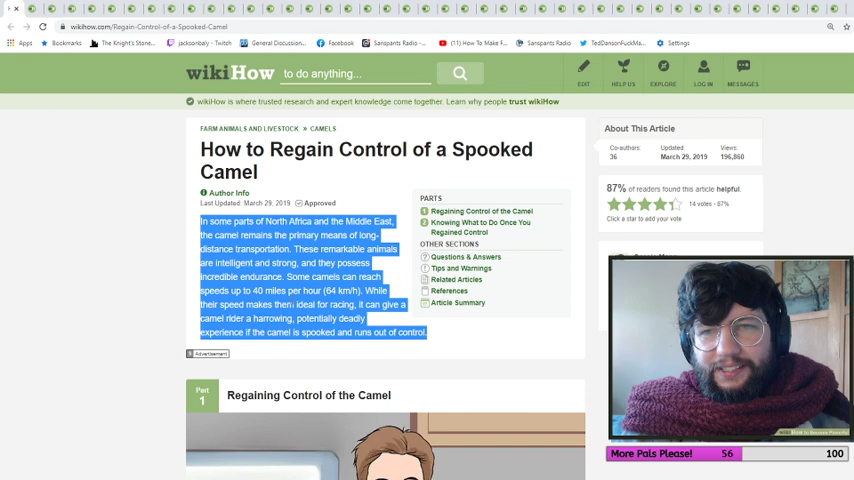 wikihow.com/Regain-Control-of-a-Spooked-Camel
Apps
Bookmarks
The Knight's Stone...
jacksonbaly - Twitch
General Discussion...
Facebook
Sanspants Radio -...
(11) How To Make F...
Sanspants Radio
TedDansonFuckMa...
Settings
wikiHow
to do anything...
EDIT
HELP US
EXPLORE
LOG IN
MESSAGES
wikiHow is where trusted research and expert knowledge come together. Learn why people trust wikiHow
FARM ANIMALS AND LIVESTOCK » CAMELS
How to Regain Control of a Spooked
Camel
Author Info
Last Updated: March 29, 2019 Approved
In some parts of North Africa and the Middle East,
the camel remains the primary means of long-
distance transportation. These remarkable animals
are intelligent and strong, and they possess
incredible endurance. Some camels can reach
speeds up to 40 miles per hour (64 km/h). While
their speed makes them ideal for racing, it can give a
camel rider a harrowing, potentially deadly
experience if the camel is spooked and runs out of control.
PARTS
1 Regaining Control of the Camel
2 Knowing What to Do Once You
Regained Control
OTHER SECTIONS
Questions & Answers
Tips and Warnings
Related Articles
References
Article Summary
Advertisement
Part
1
Regaining Control of the Camel
About This Article
Co-authors:
36
Updated:
March 29, 2019
Views:
196,860
87% of readers found this article helpful.
14 votes - 87%
Click a star to add your vote
More Pals Please!
56
100